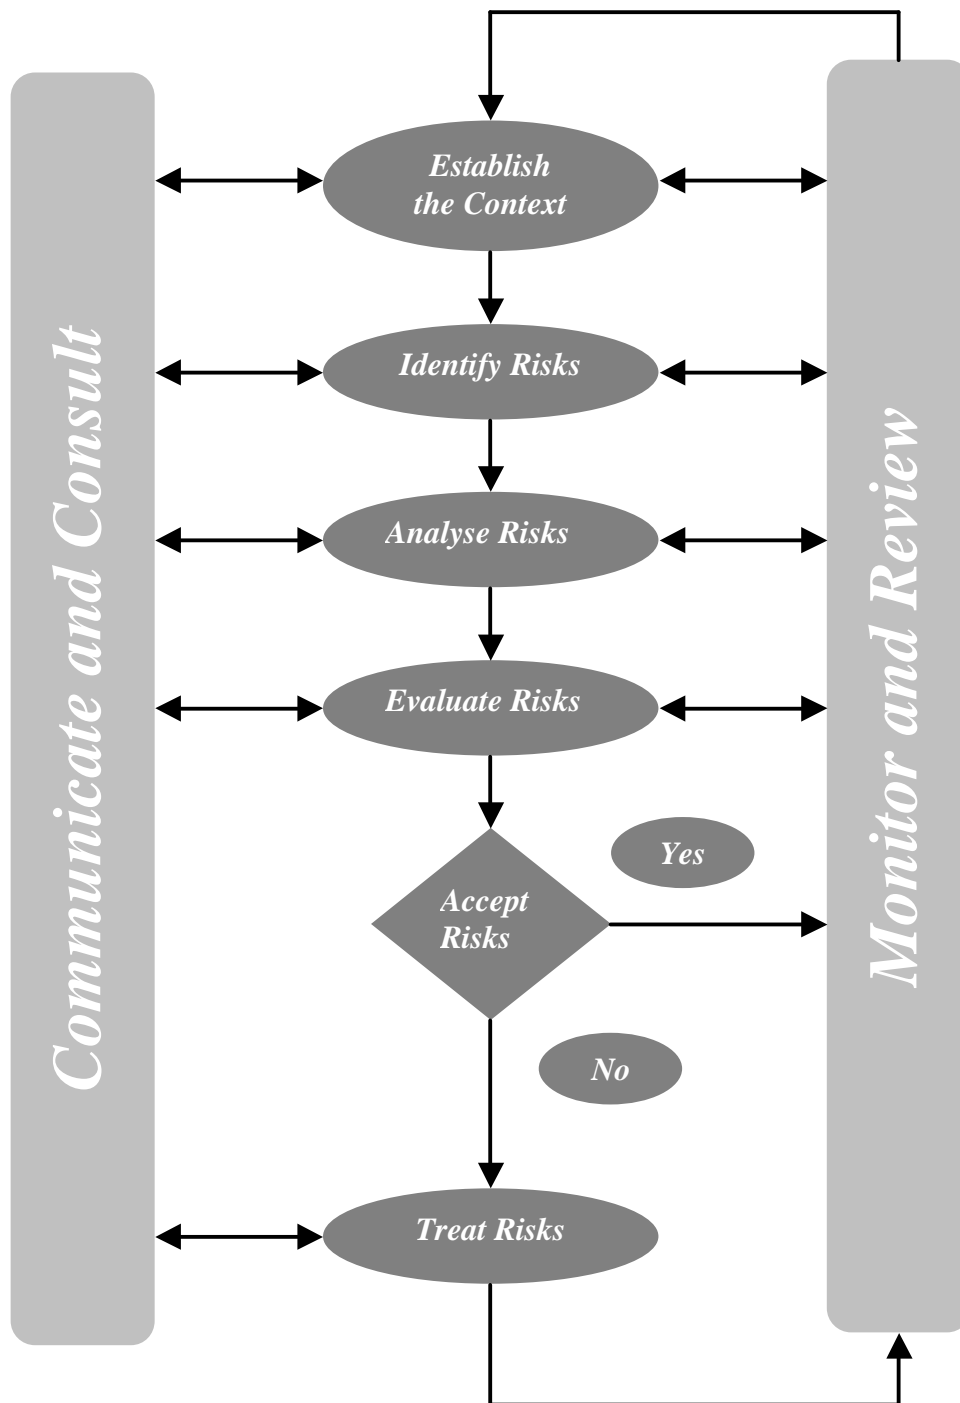 Communicate and Consult
Establish
the Context
Identify Risks
Analyse Risks
Evaluate Risks
Accept
Risks
Yes
No
Treat Risks
Monitor and Review